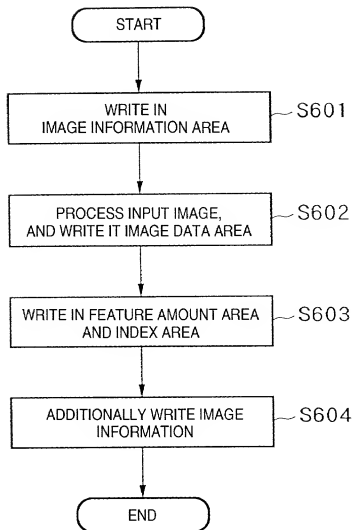 START
WRITE IN
IMAGE INFORMATION AREA
S601
PROCESS INPUT IMAGE,
AND WRITE IT IMAGE DATA AREA
S602
WRITE IN FEATURE AMOUNT AREA
AND INDEX AREA
S603
ADDITIONALLY WRITE IMAGE
INFORMATION
S604
END